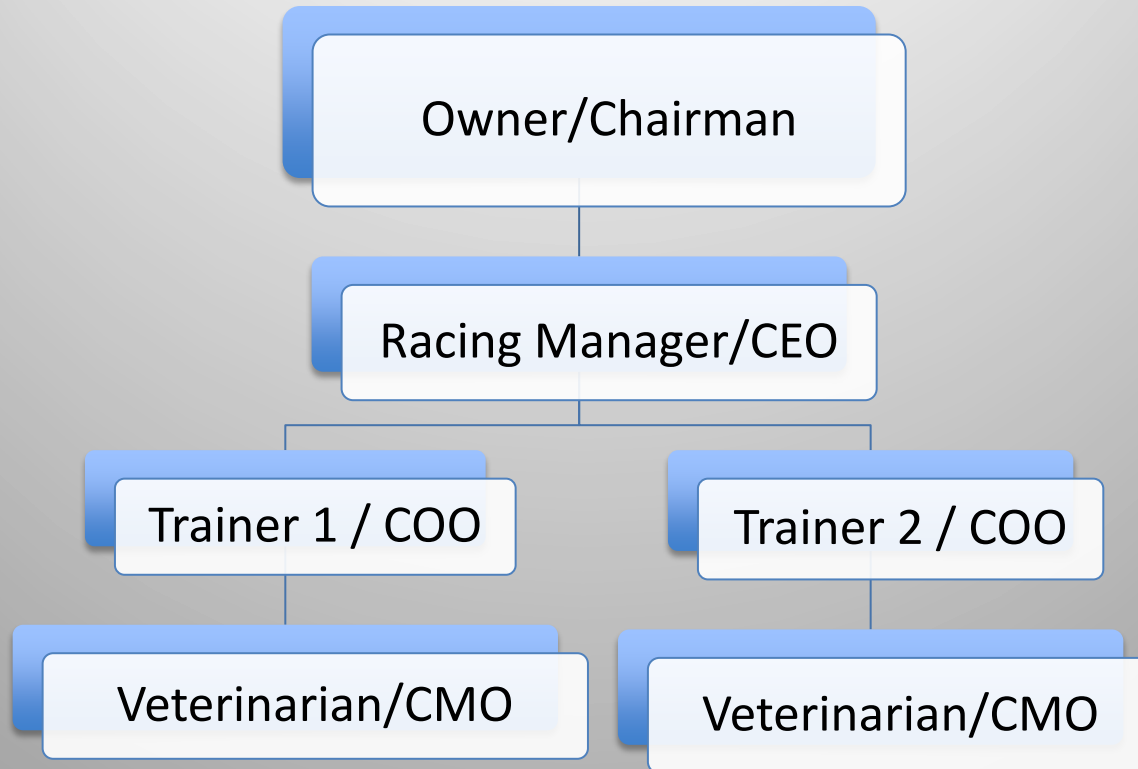 Owner/Chairman
Racing Manager/CEO
Trainer 1 / COO
Trainer 2 / COO
Veterinarian/CMO
Veterinarian/CMO